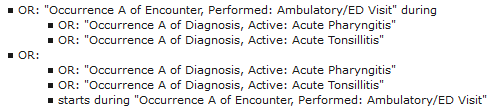 ▪ OR: "Occurrence A of Encounter, Performed: Ambulatory/ED Visit" during
▪ OR: "Occurrence A of Diagnosis, Active: Acute Pharyngitis"
▪ OR: "Occurrence A of Diagnosis, Active: Acute Tonsillitis"
▪ OR:
▪ OR: "Occurrence A of Diagnosis, Active: Acute Pharyngitis"
▪ OR: "Occurrence A of Diagnosis, Active: Acute Tonsillitis"
▪ starts during "Occurrence A of Encounter, Performed: Ambulatory/ED Visit"